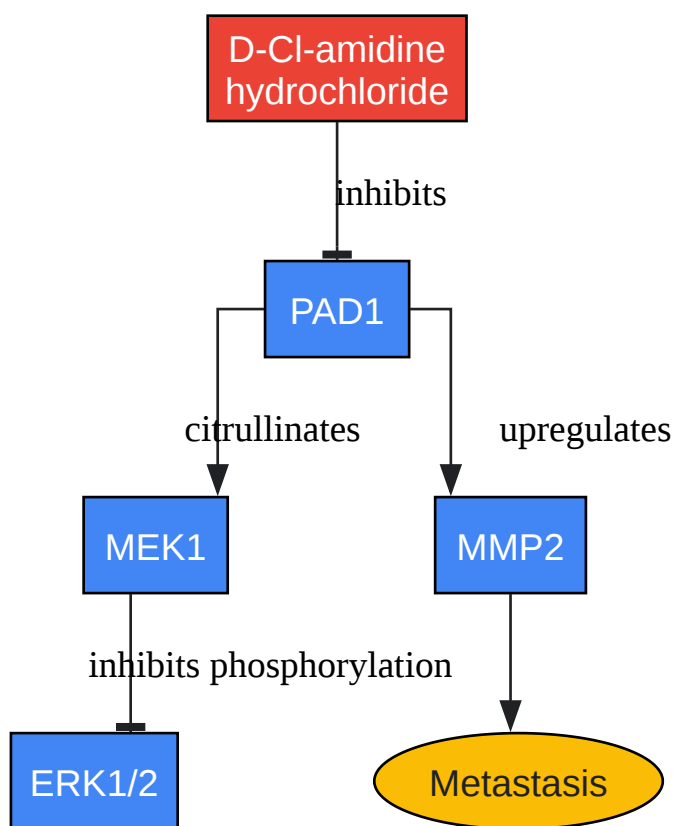 D-Cl-amidine
hydrochloride
inhibits
PAD1
citrullinates
upregulates
MEK1
MMP2
inhibits phosphorylation
ERK1/2
Metastasis